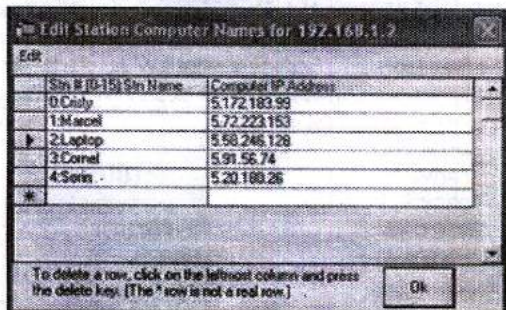 Edit Station Computer Names for 192.168.1.2
Edit
Stn # (0-15) Stn Name Computer IP Address
0:Cristy 5.172.183.99
1:Marcel 5.72.223.153
2:Laptop 5.58.246.128
3:Cornel 5.91.56.74
4:Sorin 5.20.180.26
*
To delete a row, click on the leftmost column and press
the delete key. (The * row is not a real row.)
Ok